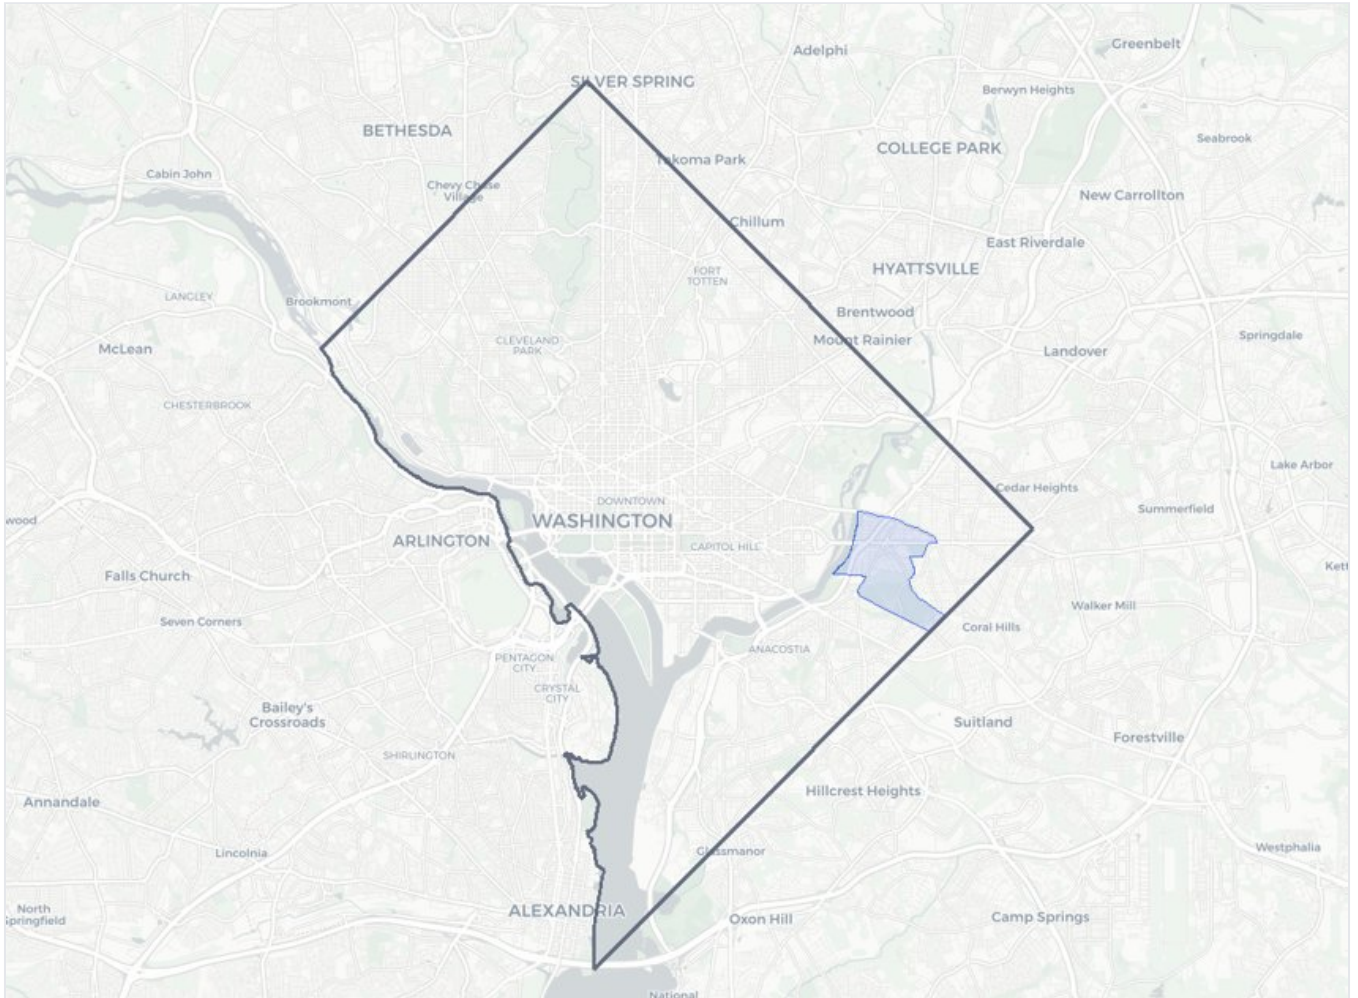 Adelphi
Greenbelt
SILVER SPRING
Berwyn Heights
BETHESDA
Seabrook
COLLEGE PARK
Takoma Park
Cabin John
Chevy Chase
Village
New Carrollton
Chillum
East Riverdale
HYATTSVILLE
FORT
TOTTEN
LANGLEY
Brookmont
Brentwood
Springdale
McLean
CLEVELAND
PARK
Mount Rainier
Landover
CHESTERBROOK
Lake Arbor
Cedar Heights
DOWNTOWN
Summerfield
wood
WASHINGTON
ARLINGTON
CAPITOL HILL
Kett
Falls Church
Walker Mill
Seven Corners
Coral Hills
ANACOSTIA
PENTAGON
CITY
CRYSTAL
CITY
Bailey's
Crossroads
Suitland
Forestville
SHIRLINGTON
Hillcrest Heights
Annandale
Lincolnia
Glassmanor
Westphalia
North
Springfield
ALEXANDRIA
Oxon Hill
Camp Springs
National